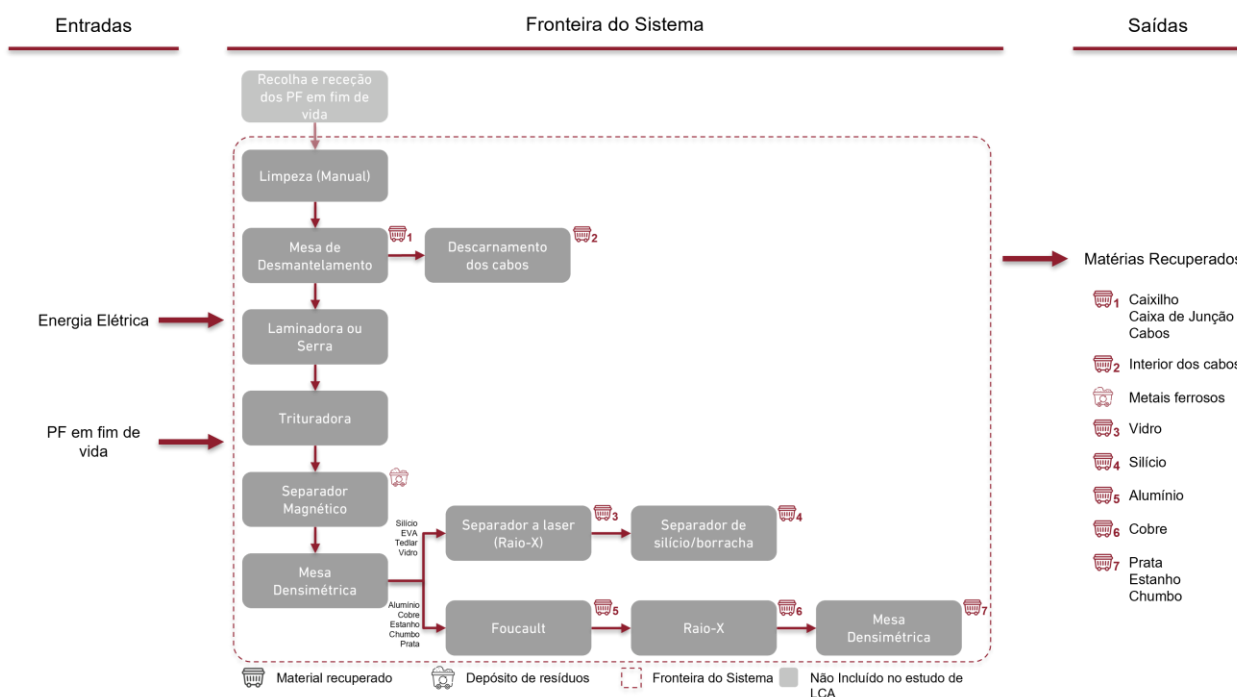 Entradas
Fronteira do Sistema
Saídas
Recolha e receção
dos PF em fim de
vida
Limpeza (Manual)
Mesa de
Desmantelamento
1
Descarnamento
dos cabos
2
Energia Elétrica
Laminadora ou
Serra
PF em fim de
vida
Trituradora
Separador
Magnético
Silício
EVA
Tedlar
Vidro
Separador a laser
(Raio-X)
3
Separador de
silício/borracha
4
Mesa
Densimétrica
Alumínio
Cobre
Estanho
Chumbo
Prata
Foucault
5
Raio-X
6
Mesa
Densimétrica
7
Matérias Recuperados
1 Caixilho
Caixa de Junção
Cabos
2 Interior dos cabos
Metais ferrosos
3 Vidro
4 Silício
5 Alumínio
6 Cobre
7 Prata
Estanho
Chumbo
Material recuperado
Depósito de resíduos
Fronteira do Sistema
Não Incluído no estudo de
LCA